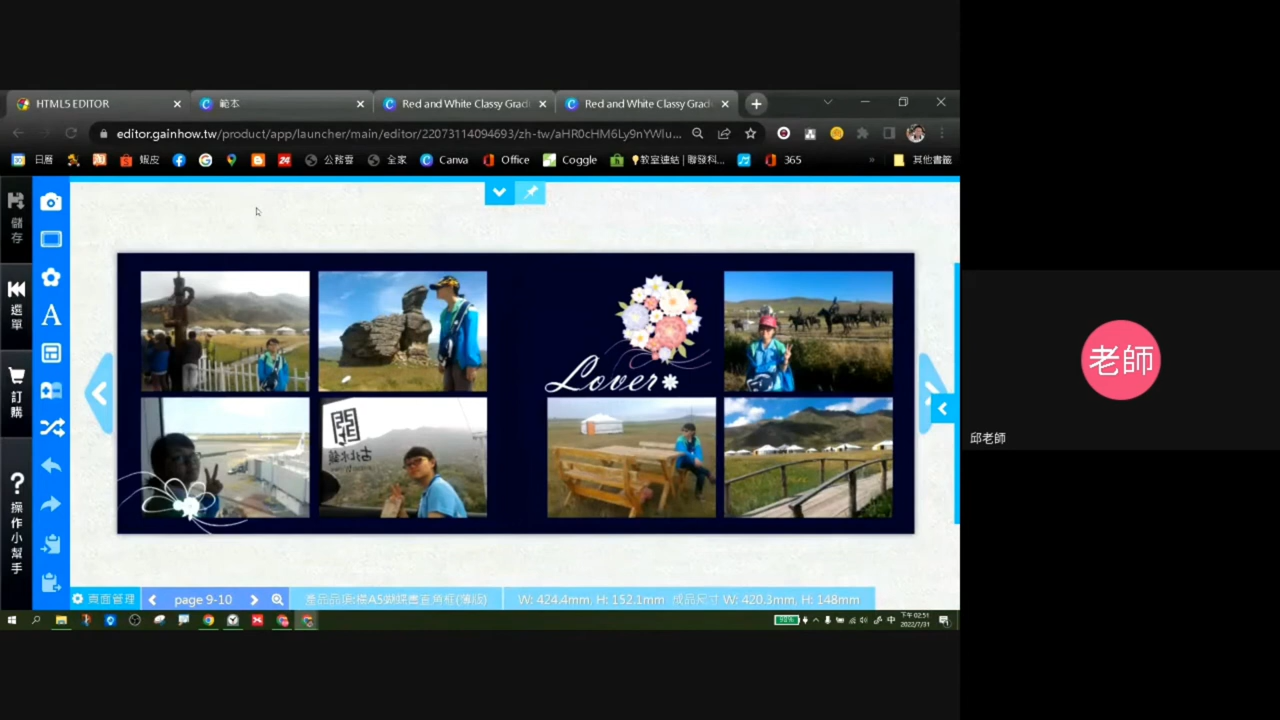 HTML5 EDITOR
範本
Red and White Classy Grad
Red and White Classy Grad
editor.gainhow.tw/product/app/launcher/main/editor/22073114094693/zh-tw/aHR0cHM6Ly9nYWlu...
日曆
蝦皮
公務雲
全家
Canva
Office
Coggle
教室連結 | 聯發科...
365
»
其他書籤
儲存
選單
訂購
操作小幫手
A
古北水鎮
Lover
老師
邱老師
頁面管理
page 9-10
W: 424.4mm, H: 152.1mm 成品尺寸 W: 420.3mm, H: 148mm
98%
中
下午 02:51
2022/7/31